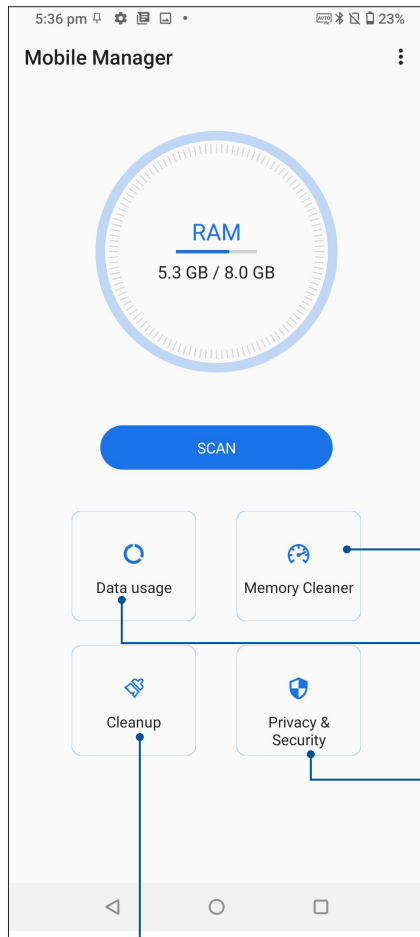 5:36 pm AUTO 23%
Mobile Manager
RAM
5.3 GB / 8.0 GB
SCAN
Data usage
Memory Cleaner
Cleanup
Privacy &
Security